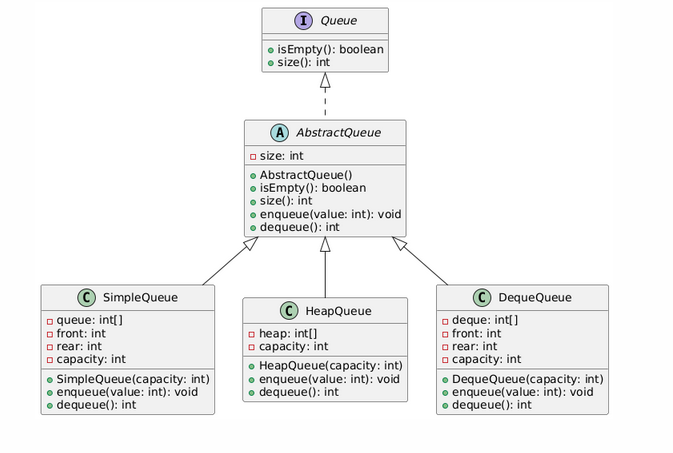 I Queue
isEmpty(): boolean
size(): int
A AbstractQueue
size: int
AbstractQueue()
isEmpty(): boolean
size(): int
enqueue(value: int): void
dequeue(): int
C SimpleQueue
queue: int[]
front: int
rear: int
capacity: int
SimpleQueue(capacity: int)
enqueue(value: int): void
dequeue(): int
C HeapQueue
heap: int[]
capacity: int
HeapQueue(capacity: int)
enqueue(value: int): void
dequeue(): int
C DequeQueue
deque: int[]
front: int
rear: int
capacity: int
DequeQueue(capacity: int)
enqueue(value: int): void
dequeue(): int